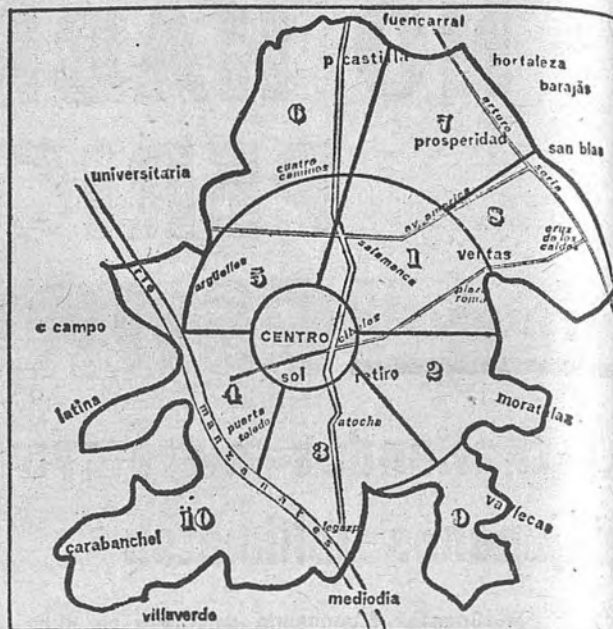 fuencarral
p castilla
hortaleza
barajas
6
7
arturo
prosperidad
san blas
soria
universitaria
cuatro
caminos
av. america
8
cruz
de los
caidos
1
salamanca
ventas
argüelles
5
plaza
roma
rio
c campo
CENTRO
cibeles
2
4
sol
retiro
latina
moratalaz
puerta
toledo
atocha
3
manzanares
10
9
vallecas
legazpi
carabanchel
mediodia
villaverde